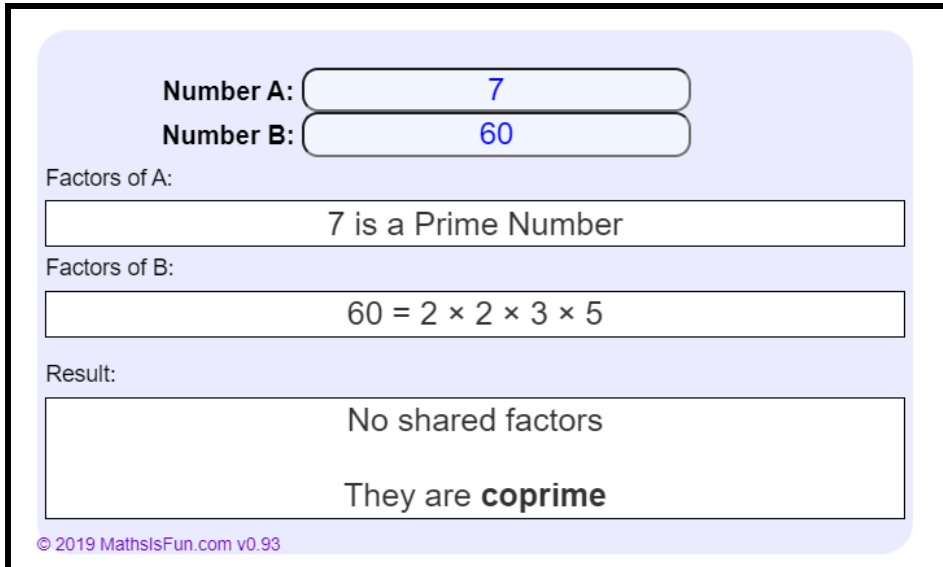 Number A: 7
Number B: 60
Factors of A:
7 is a Prime Number
Factors of B:
60 = 2 × 2 × 3 × 5
Result:
No shared factors
They are coprime
© 2019 MathsIsFun.com v0.93